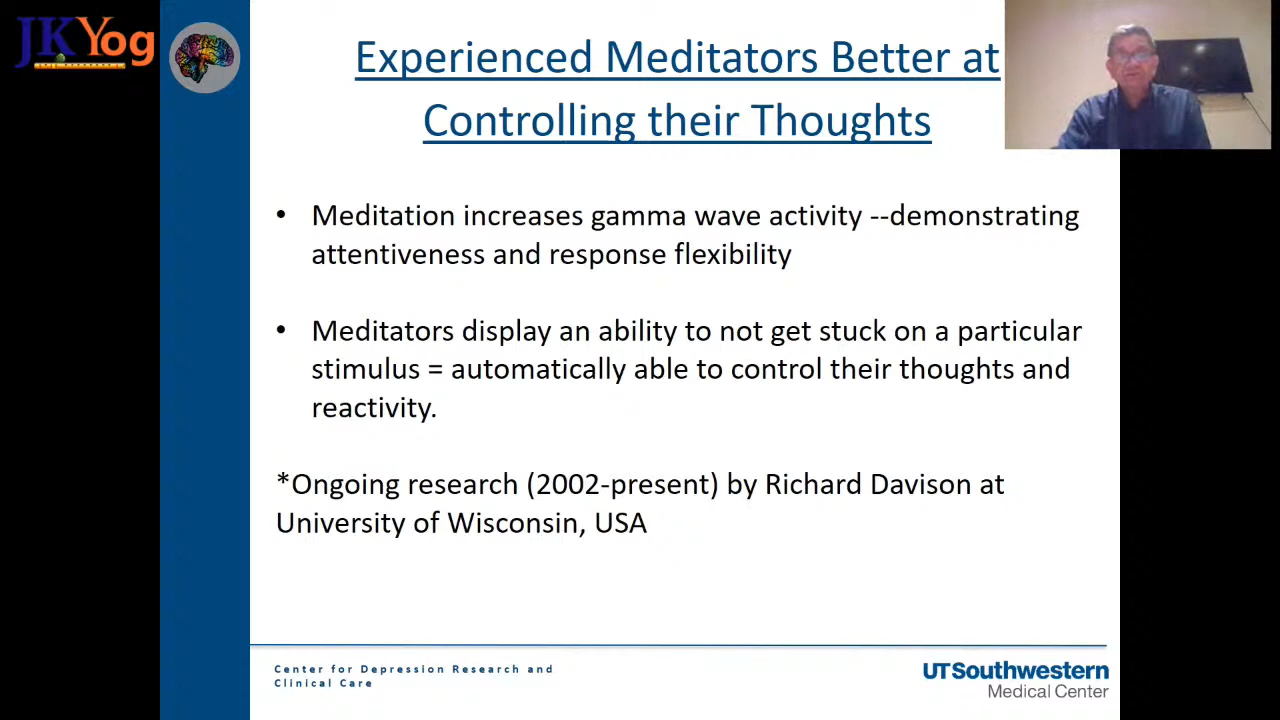 JKYog
Experienced Meditators Better at
Controlling their Thoughts
• Meditation increases gamma wave activity --demonstrating
attentiveness and response flexibility
• Meditators display an ability to not get stuck on a particular
stimulus = automatically able to control their thoughts and
reactivity.
*Ongoing research (2002-present) by Richard Davison at
University of Wisconsin, USA
Center for Depression Research and
Clinical Care
UTSouthwestern
Medical Center